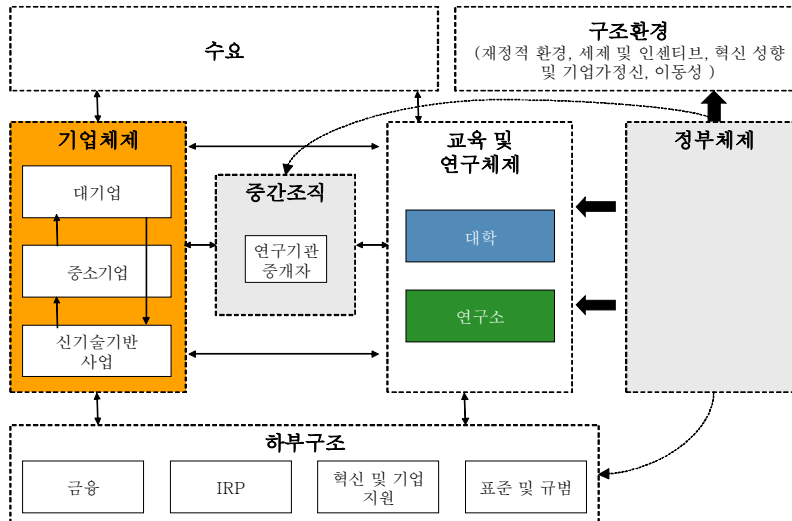 수요
구조환경
(재정적 환경, 세제 및 인센티브, 혁신 성향
및 기업가정신, 이동성 )
기업체제
대기업
중소기업
신기술기반
사업
중간조직
연구기관
중개자
교육 및
연구체제
대학
연구소
정부체제
하부구조
금융
IRP
혁신 및 기업
지원
표준 및 규범